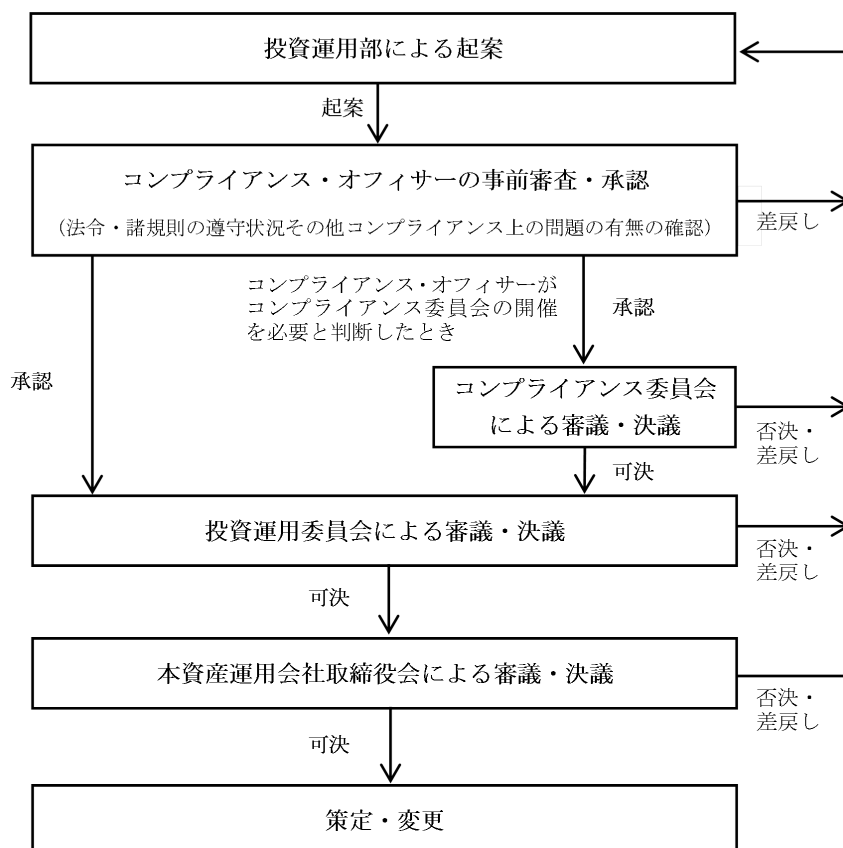 投資運用部による起案
起案
コンプライアンス・オフィサーの事前審査・承認
(法令・諸規則の遵守状況その他コンプライアンス上の問題の有無の確認)
差戻し
コンプライアンス・オフィサーが
コンプライアンス委員会の開催
を必要と判断したとき
承認
承認
コンプライアンス委員会
による審議・決議
否決・
差戻し
可決
投資運用委員会による審議・決議
否決・
差戻し
可決
本資産運用会社取締役会による審議・決議
否決・
差戻し
可決
策定・変更